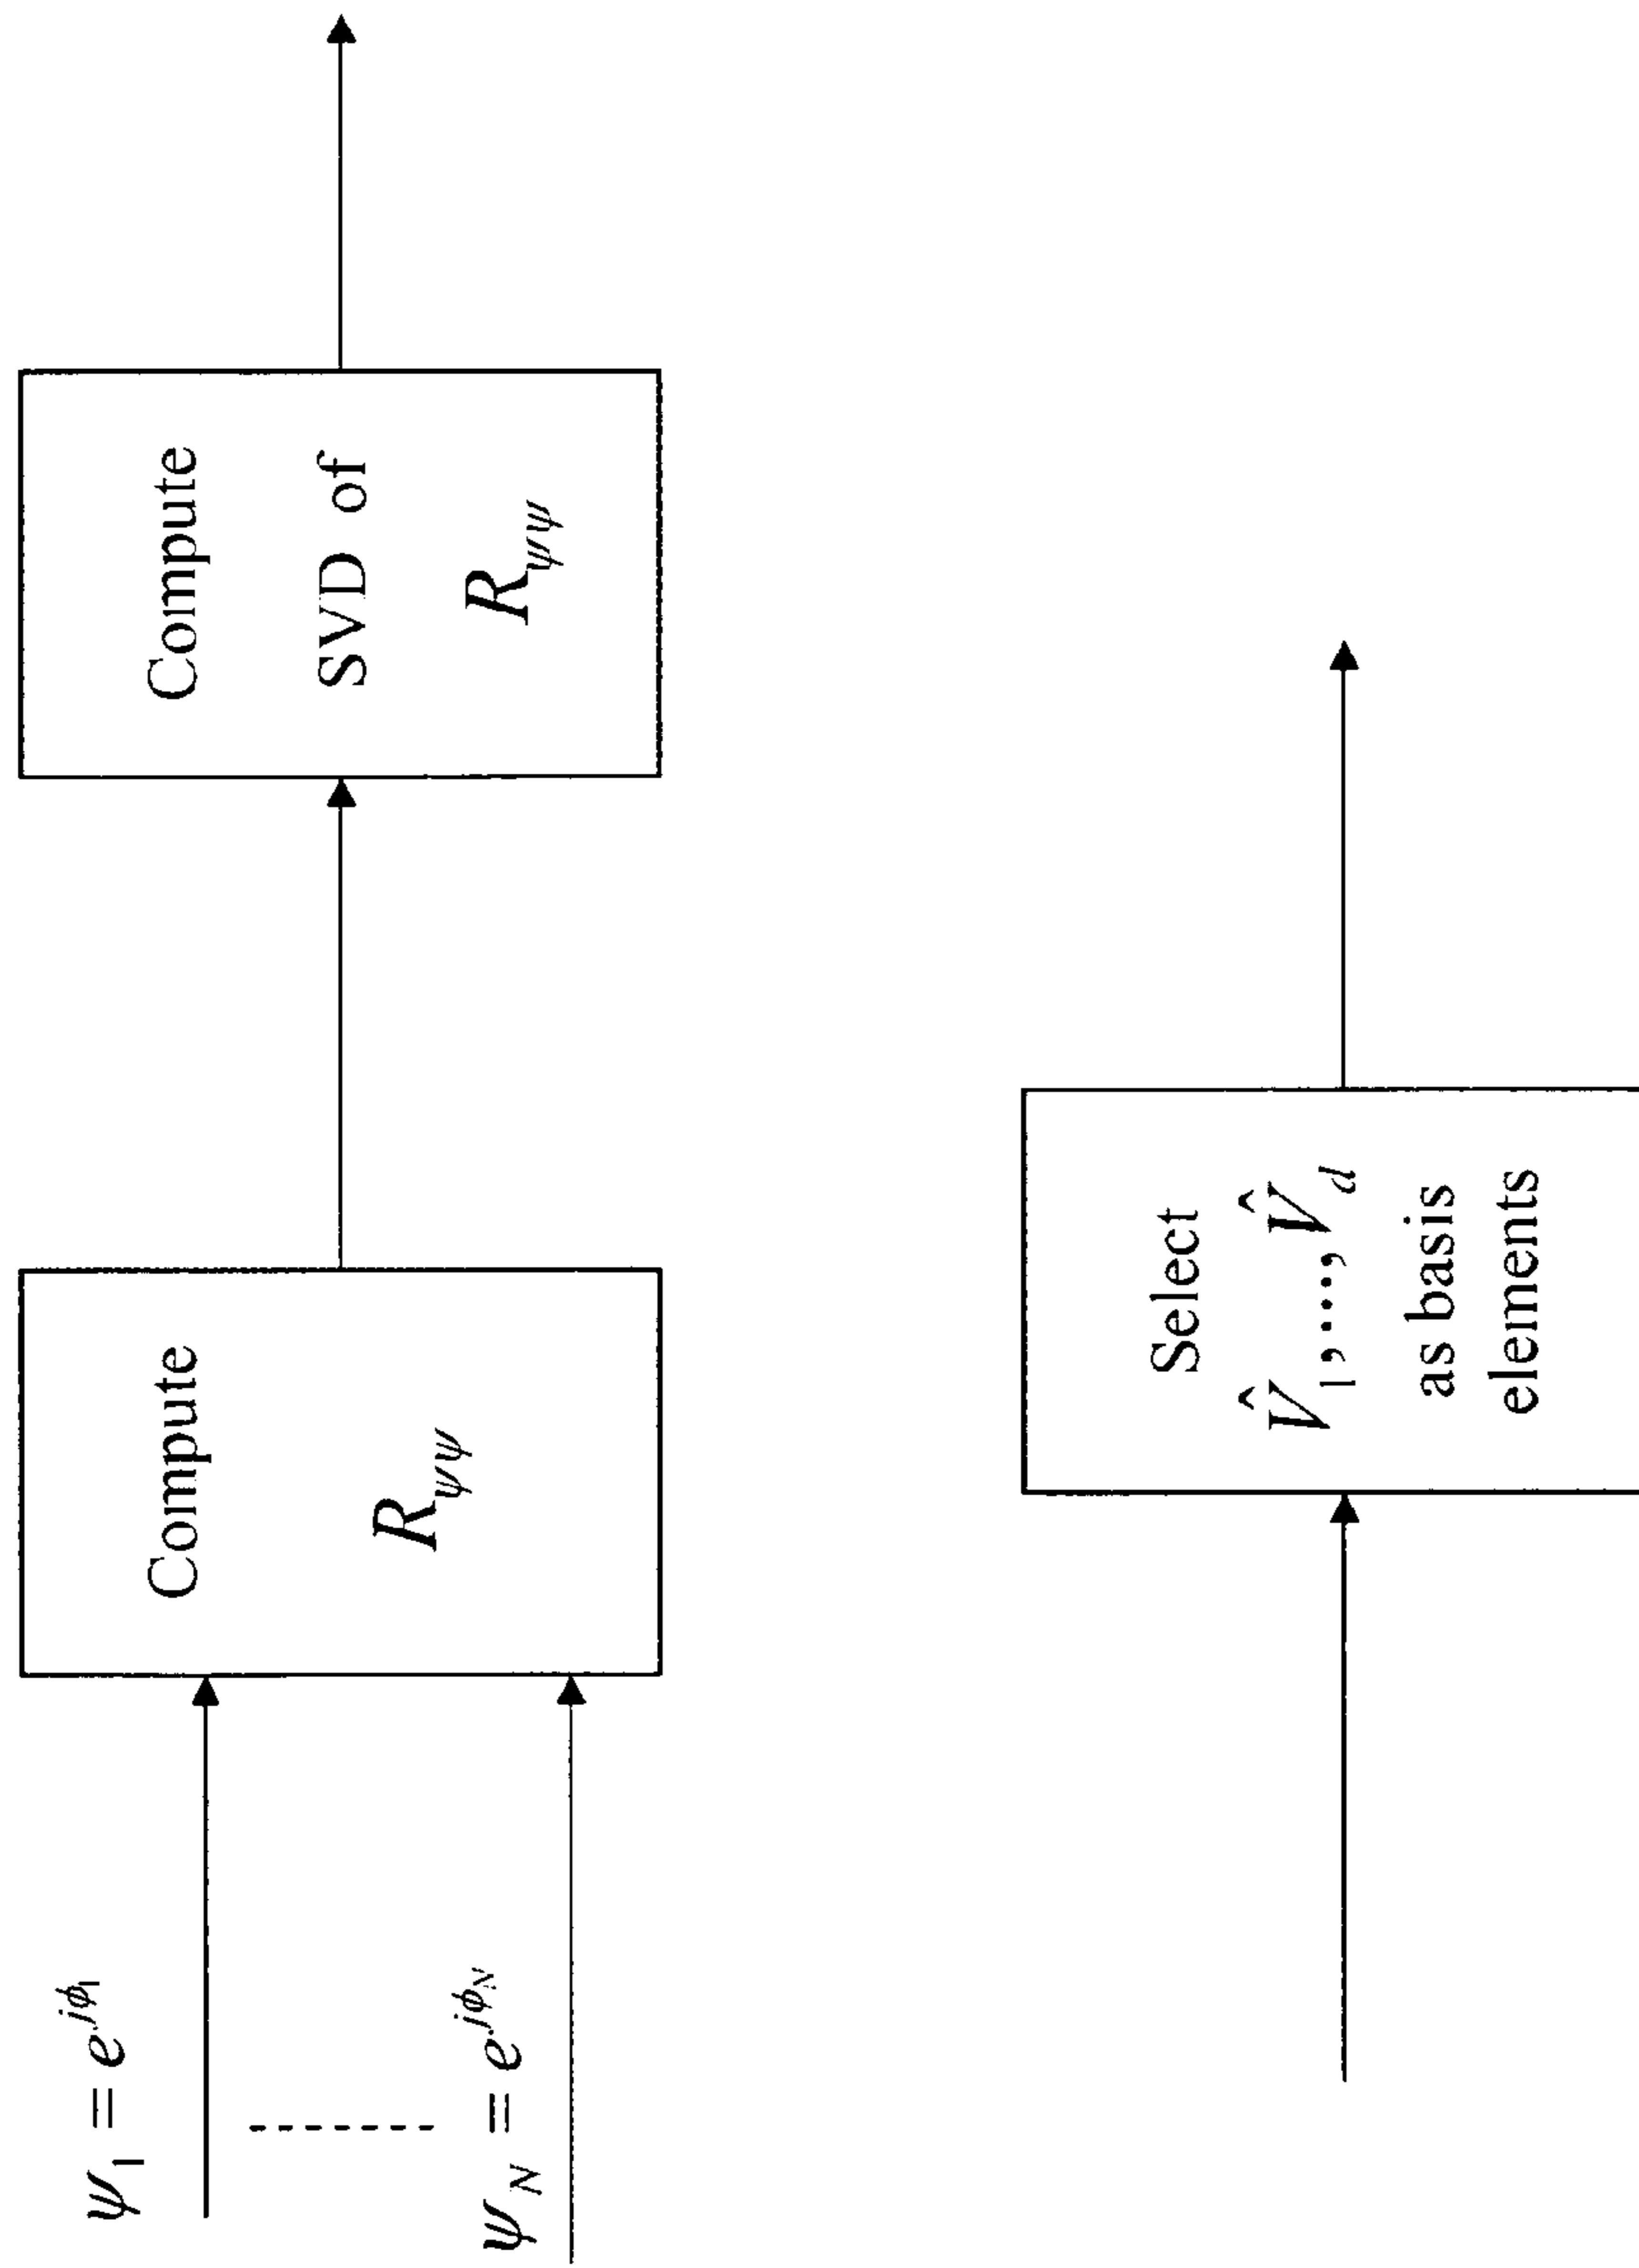 ψ₁ = e^{jϕ₁}
ψ_N = e^{jϕ_N}
Compute
R_{ψψ}
Compute
SVD of
R_{ψψ}
Select
V̂₁,...,V̂_d
as basis
elements